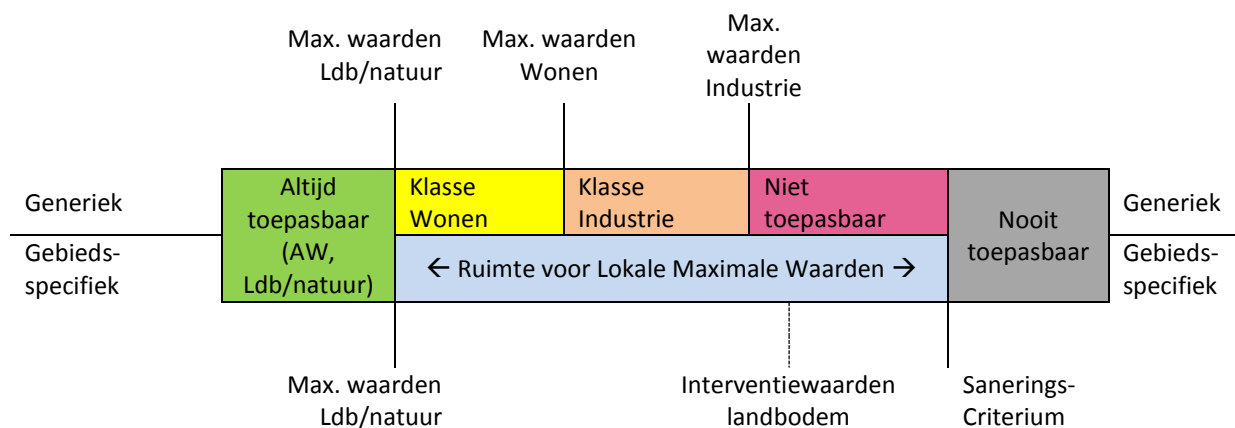 Max. waarden
Ldb/natuur
Max. waarden
Wonen
Max.
waarden
Industrie
Generiek
Gebieds-
specifiek
Altijd
toepasbaar
(AW,
Ldb/natuur)
Klasse
Wonen
Klasse
Industrie
Niet
toepasbaar
← Ruimte voor Lokale Maximale Waarden →
Nooit
toepasbaar
Generiek
Gebieds-
specifiek
Max. waarden
Ldb/natuur
Interventiewaarden
landbodem
Sanerings-
Criterium